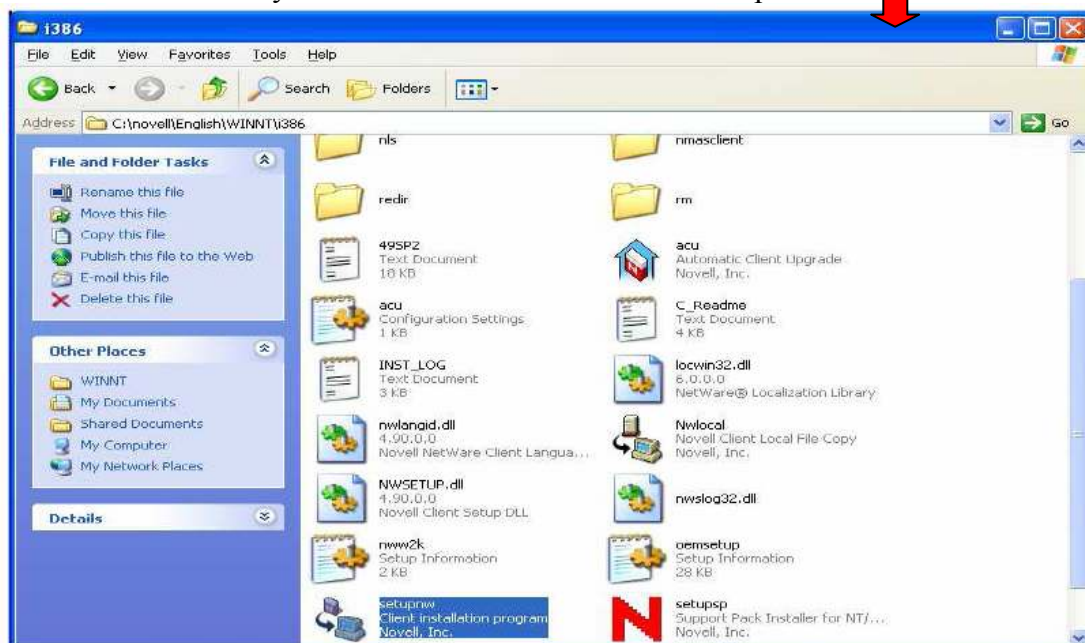 i386
File Edit View Favorites Tools Help
Back Search Folders
Address C:\novell\English\WINNT\i386 Go
File and Folder Tasks
Rename this file
Move this file
Copy this file
Publish this file to the Web
E-mail this file
Delete this file
Other Places
WINNT
My Documents
Shared Documents
My Computer
My Network Places
Details
nls
nmasclient
redir
rm
49SP2
Text Document
10 KB
acu
Automatic Client Upgrade
Novell, Inc.
acu
Configuration Settings
1 KB
C_Readme
Text Document
4 KB
INST_LOG
Text Document
3 KB
locwin32.dll
6.0.0.0
NetWare® Localization Library
nwlangid.dll
4.90.0.0
Novell NetWare Client Langua...
Nwlocal
Novell Client Local File Copy
Novell, Inc.
NWSETUP.dll
4.90.0.0
Novell Client Setup DLL
nwslog32.dll
nww2k
Setup Information
2 KB
oemsetup
Setup Information
28 KB
setupnw
Client installation program
Novell, Inc.
setupsp
Support Pack Installer for NT/...
Novell, Inc.